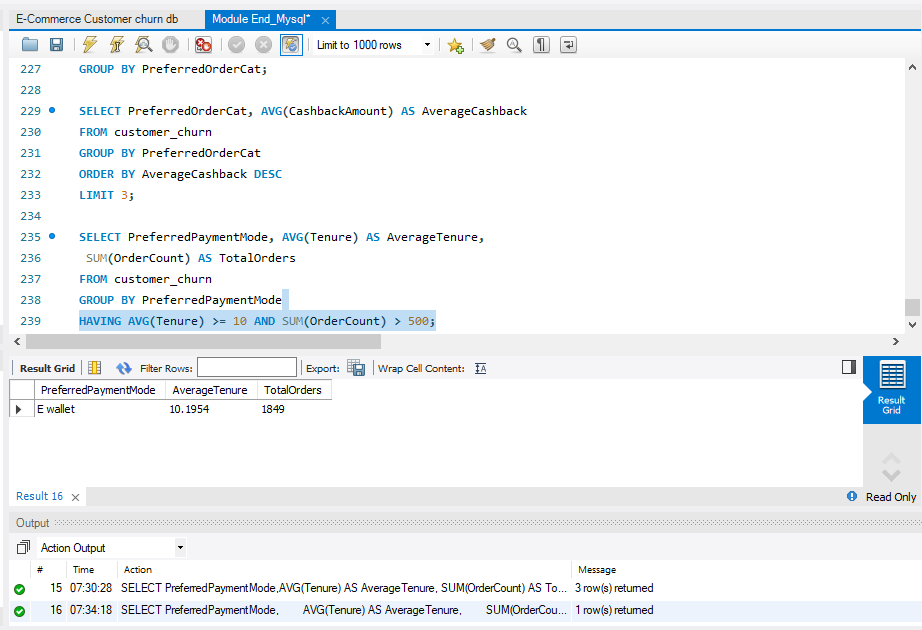 E-Commerce Customer churn db Module End_Mysql* ×
Limit to 1000 rows
227 GROUP BY PreferredOrderCat;
228
229 SELECT PreferredOrderCat, AVG(CashbackAmount) AS AverageCashback
230 FROM customer_churn
231 GROUP BY PreferredOrderCat
232 ORDER BY AverageCashback DESC
233 LIMIT 3;
234
235 SELECT PreferredPaymentMode, AVG(Tenure) AS AverageTenure,
236 SUM(OrderCount) AS TotalOrders
237 FROM customer_churn
238 GROUP BY PreferredPaymentMode
239 HAVING AVG(Tenure) >= 10 AND SUM(OrderCount) > 500;
Result Grid Filter Rows: Export: Wrap Cell Content: IA
PreferredPaymentMode AverageTenure TotalOrders
E wallet 10.1954 1849
Result Grid
Result 16 × Read Only
Output
Action Output
# Time Action Message
15 07:30:28 SELECT PreferredPaymentMode,AVG(Tenure) AS AverageTenure, SUM(OrderCount) AS To... 3 row(s) returned
16 07:34:18 SELECT PreferredPaymentMode, AVG(Tenure) AS AverageTenure, SUM(OrderCou... 1 row(s) returned